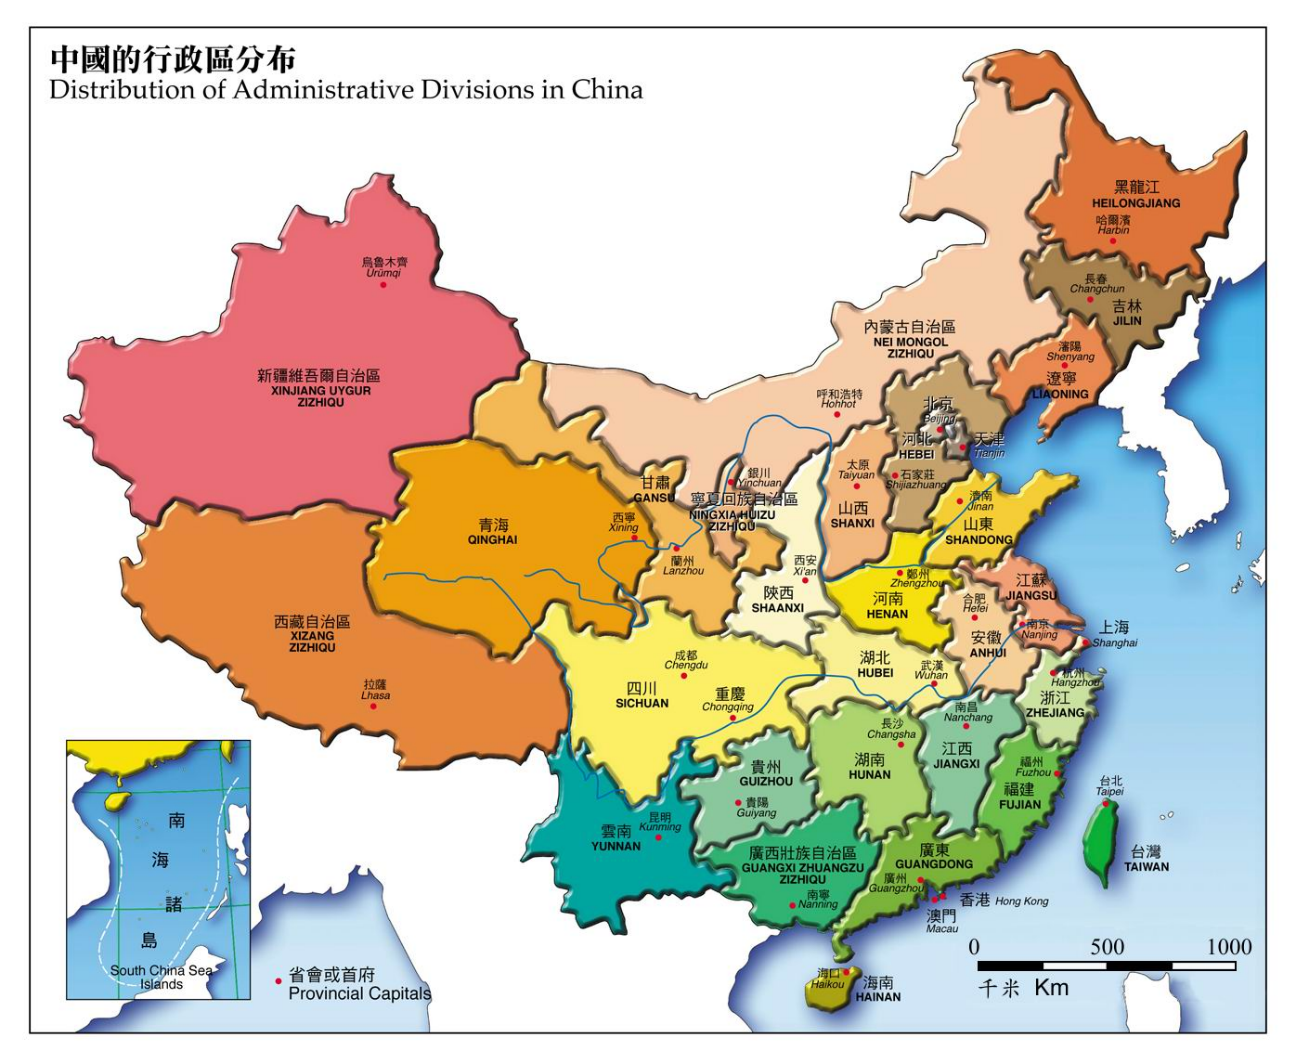 中國的行政區分布
Distribution of Administrative Divisions in China
黑龍江
HEILONGJIANG
哈爾濱
Harbin
長春
Changchun
吉林
JILIN
瀋陽
Shenyang
遼寧
LIAONING
內蒙古自治區
NEI MONGOL
ZIZHIQU
呼和浩特
Hohhot
烏魯木齊
Urümqi
新疆維吾爾自治區
XINJIANG UYGUR
ZIZHIQU
北京
Beijing
天津
Tianjin
河北
HEBEI
石家莊
Shijiazhuang
太原
Taiyuan
山西
SHANXI
濟南
Jinan
山東
SHANDONG
甘肅
GANSU
銀川
Yinchuan
寧夏回族自治區
NINGXIA HUIZU
ZIZHIQU
西寧
Xining
青海
QINGHAI
蘭州
Lanzhou
西安
Xi'an
陝西
SHAANXI
鄭州
Zhengzhou
河南
HENAN
江蘇
JIANGSU
合肥
Hefei
南京
Nanjing
安徽
ANHUI
上海
Shanghai
西藏自治區
XIZANG
ZIZHIQU
拉薩
Lhasa
成都
Chengdu
四川
SICHUAN
重慶
Chongqing
湖北
HUBEI
武漢
Wuhan
杭州
Hangzhou
浙江
ZHEJIANG
長沙
Changsha
湖南
HUNAN
南昌
Nanchang
江西
JIANGXI
福州
Fuzhou
福建
FUJIAN
台北
Taipei
台灣
TAIWAN
貴州
GUIZHOU
貴陽
Guiyang
昆明
Kunming
雲南
YUNNAN
廣西壯族自治區
GUANGXI ZHUANGZU
ZIZHIQU
南寧
Nanning
廣東
GUANGDONG
廣州
Guangzhou
香港 Hong Kong
澳門
Macau
海口
Haikou
海南
HAINAN
南
海
諸
島
South China Sea
Islands
省會或首府
Provincial Capitals
0 500 1000
千米 Km